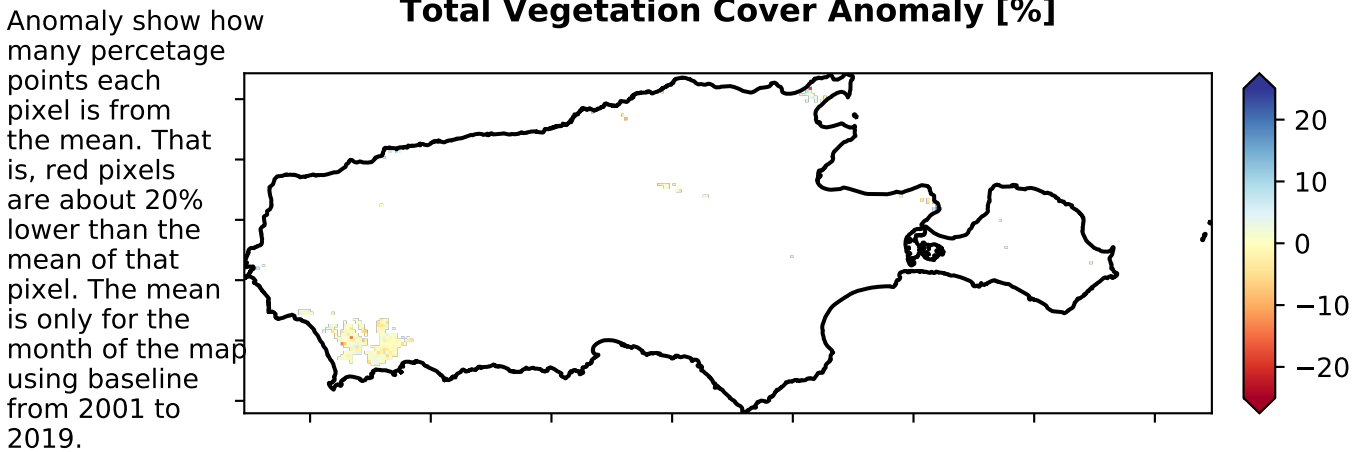 Total Vegetation Cover Anomaly [%]
Anomaly show how
many percetage
points each
pixel is from
the mean. That
is, red pixels
are about 20%
lower than the
mean of that
pixel. The mean
is only for the
month of the map
using baseline
from 2001 to
2019.
20
10
0
−10
−20